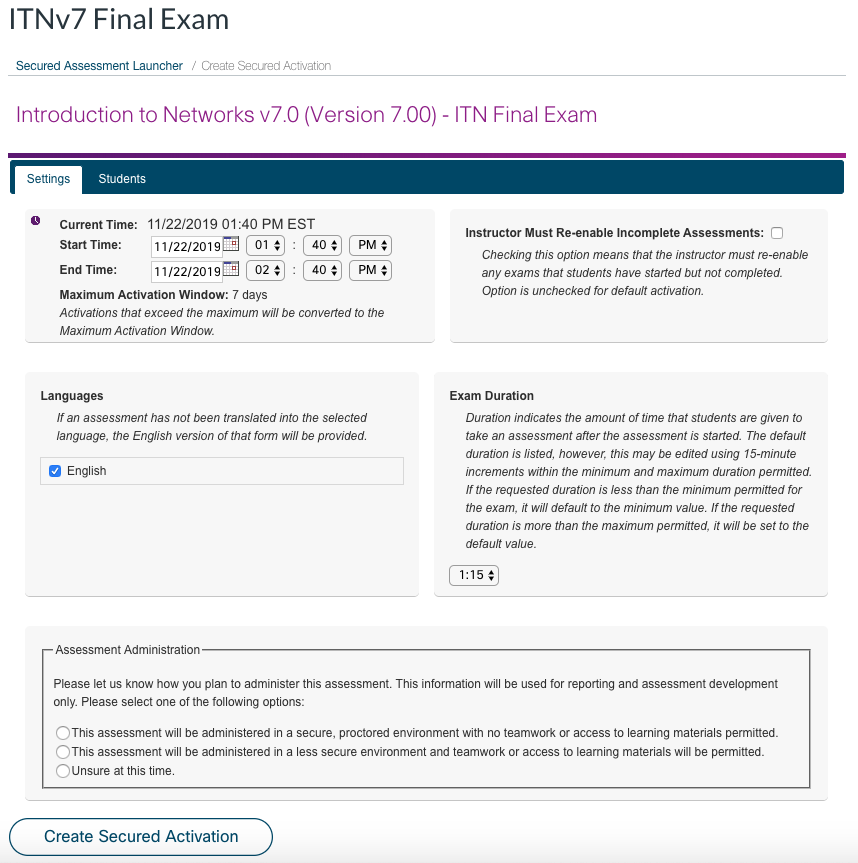 ITNv7 Final Exam
Secured Assessment Launcher / Create Secured Activation
Introduction to Networks v7.0 (Version 7.00) - ITN Final Exam
Settings Students
Current Time: 11/22/2019 01:40 PM EST
Start Time: 11/22/2019 01 : 40 PM
End Time: 11/22/2019 02 : 40 PM
Maximum Activation Window: 7 days
Activations that exceed the maximum will be converted to the
Maximum Activation Window.
Instructor Must Re-enable Incomplete Assessments:
Checking this option means that the instructor must re-enable
any exams that students have started but not completed.
Option is unchecked for default activation.
Languages
If an assessment has not been translated into the selected
language, the English version of that form will be provided.
English
Exam Duration
Duration indicates the amount of time that students are given to
take an assessment after the assessment is started. The default
duration is listed, however, this may be edited using 15-minute
increments within the minimum and maximum duration permitted.
If the requested duration is less than the minimum permitted for
the exam, it will default to the minimum value. If the requested
duration is more than the maximum permitted, it will be set to the
default value.
1:15
Assessment Administration
Please let us know how you plan to administer this assessment. This information will be used for reporting and assessment development
only. Please select one of the following options:
This assessment will be administered in a secure, proctored environment with no teamwork or access to learning materials permitted.
This assessment will be administered in a less secure environment and teamwork or access to learning materials will be permitted.
Unsure at this time.
Create Secured Activation